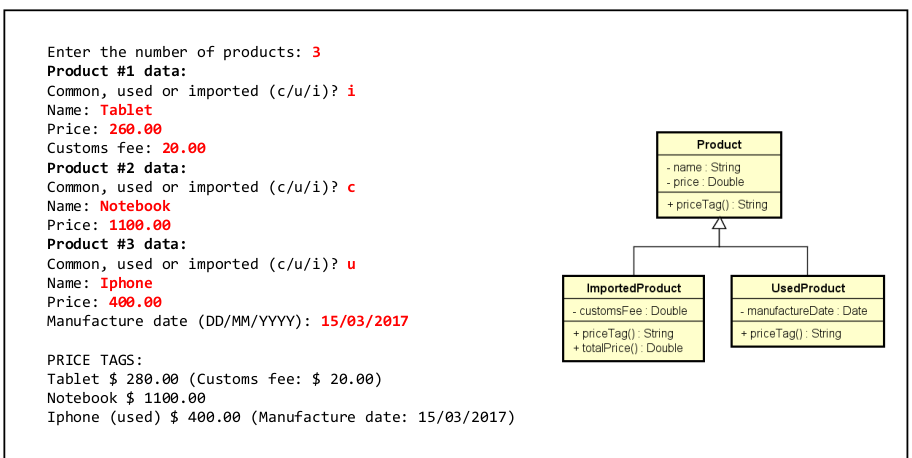 Enter the number of products: 3
Product #1 data:
Common, used or imported (c/u/i)? i
Name: Tablet
Price: 260.00
Customs fee: 20.00
Product #2 data:
Common, used or imported (c/u/i)? c
Name: Notebook
Price: 1100.00
Product #3 data:
Common, used or imported (c/u/i)? u
Name: Iphone
Price: 400.00
Manufacture date (DD/MM/YYYY): 15/03/2017
PRICE TAGS:
Tablet $ 280.00 (Customs fee: $ 20.00)
Notebook $ 1100.00
Iphone (used) $ 400.00 (Manufacture date: 15/03/2017)
Product
- name : String
- price : Double
+ priceTag() : String
ImportedProduct
- customsFee : Double
+ priceTag() : String
+ totalPrice() : Double
UsedProduct
- manufactureDate : Date
+ priceTag() : String